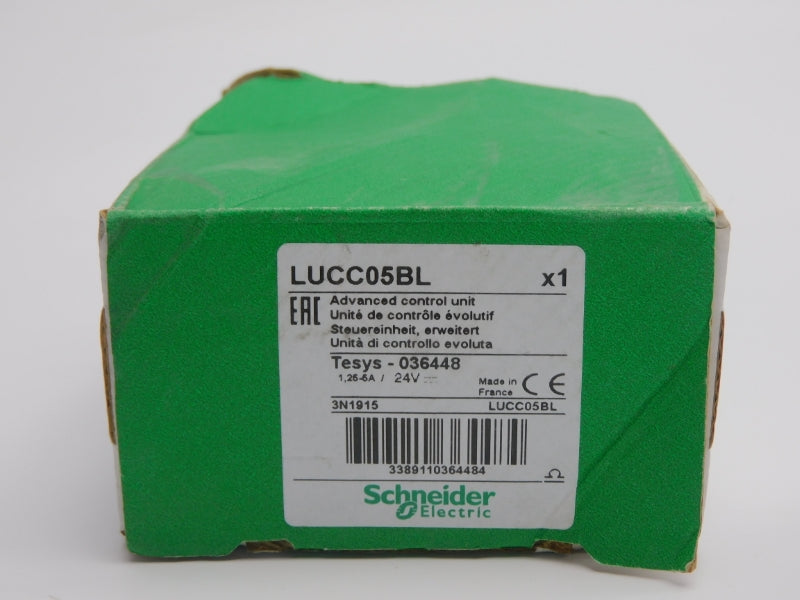 LUCC05BL x1
EAC Advanced control unit
Unité de contrôle évolutif
Steuereinheit, erweitert
Unità di controllo evoluta
Tesys - 036448
1,25-5A / 24V ⎓
Made in France CE
3N1915 LUCC05BL
3389110364484
Schneider
Electric